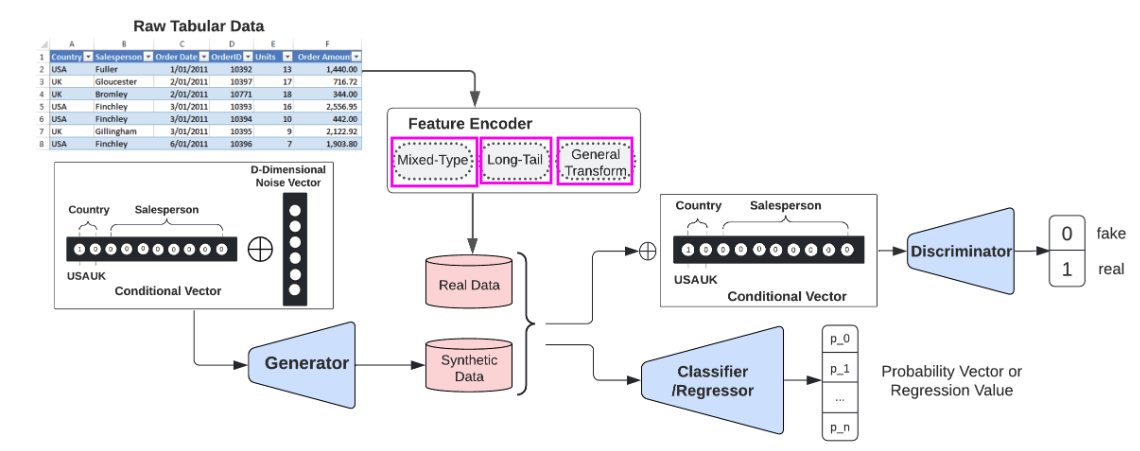 Raw Tabular Data
A B C D E F
1 Country Salesperson Order Date OrderID Units Order Amoun
2 USA Fuller 1/01/2011 10392 13 1,440.00
3 UK Gloucester 2/01/2011 10397 17 716.72
4 UK Bromley 2/01/2011 10771 18 344.00
5 USA Finchley 3/01/2011 10393 16 2,556.95
6 USA Finchley 3/01/2011 10394 10 442.00
7 UK Gillingham 3/01/2011 10395 9 2,122.92
8 USA Finchley 6/01/2011 10396 7 1,903.80
Feature Encoder
Mixed-Type Long-Tail General
Transform.
D-Dimensional
Noise Vector
Country Salesperson
1 0 0 0 0 0 0 0 0 0
USA UK
Conditional Vector
Generator
Real Data
Synthetic
Data
Country Salesperson
1 0 0 0 0 0 0 0 0 0
USA UK
Conditional Vector
Discriminator
0 fake
1 real
Classifier
/Regressor
p_0
p_1
...
p_n
Probability Vector or
Regression Value